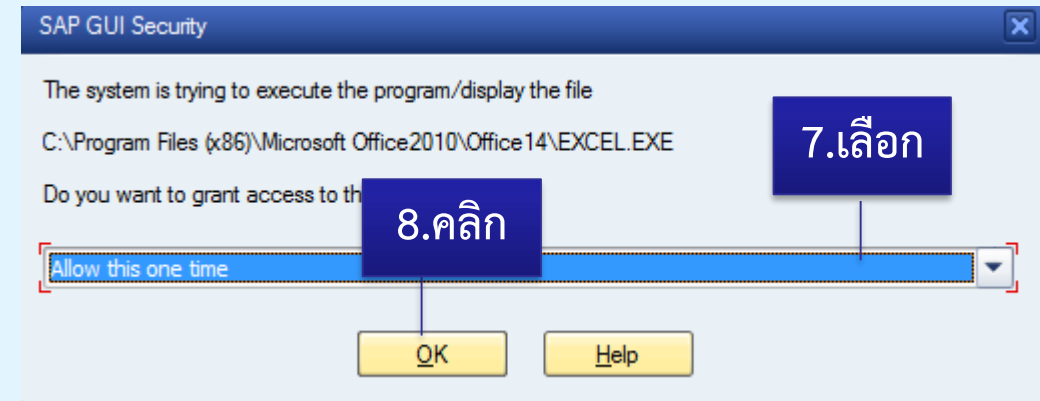 SAP GUI Security
The system is trying to execute the program/display the file
C:\Program Files (x86)\Microsoft Office2010\Office14\EXCEL.EXE
7.เลือก
Do you want to grant access to
8.คลิก
Allow this one time
OK
Help